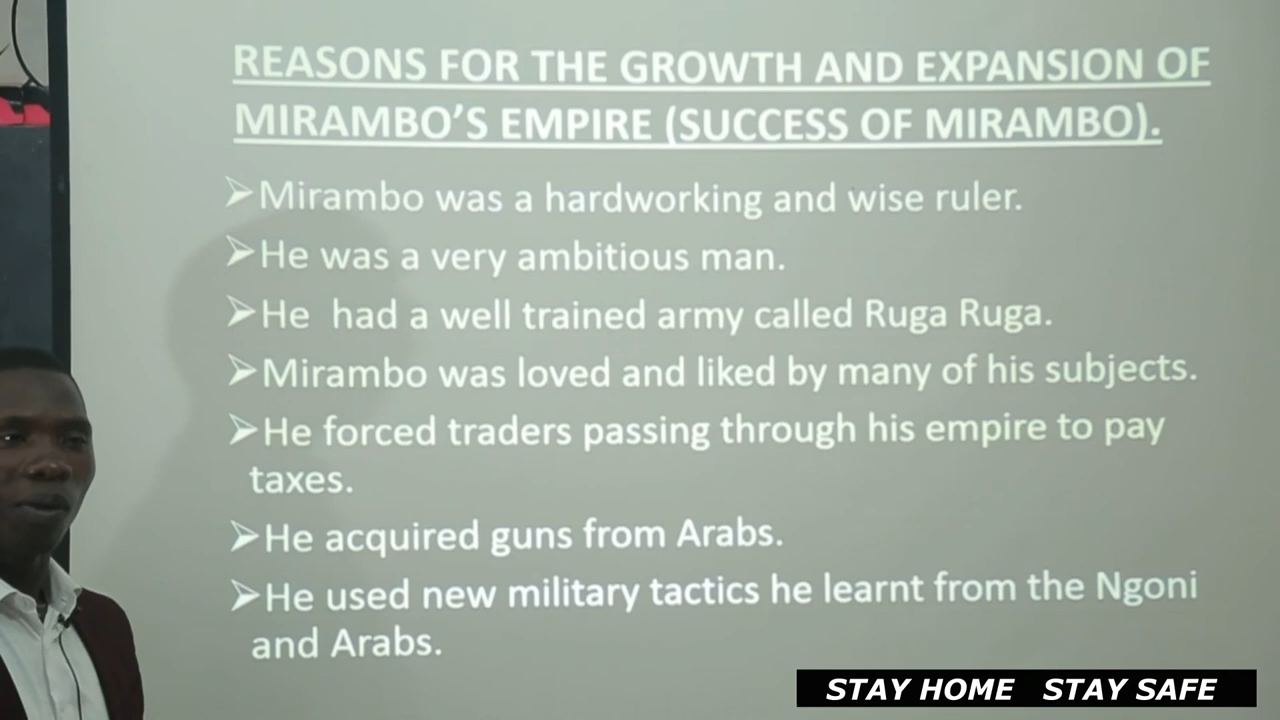 REASONS FOR THE GROWTH AND EXPANSION OF
MIRAMBO'S EMPIRE (SUCCESS OF MIRAMBO).
➢Mirambo was a hardworking and wise ruler.
➢He was a very ambitious man.
➢He had a well trained army called Ruga Ruga.
➢Mirambo was loved and liked by many of his subjects.
➢He forced traders passing through his empire to pay
taxes.
➢He acquired guns from Arabs.
➢He used new military tactics he learnt from the Ngoni
and Arabs.
STAY HOME STAY SAFE